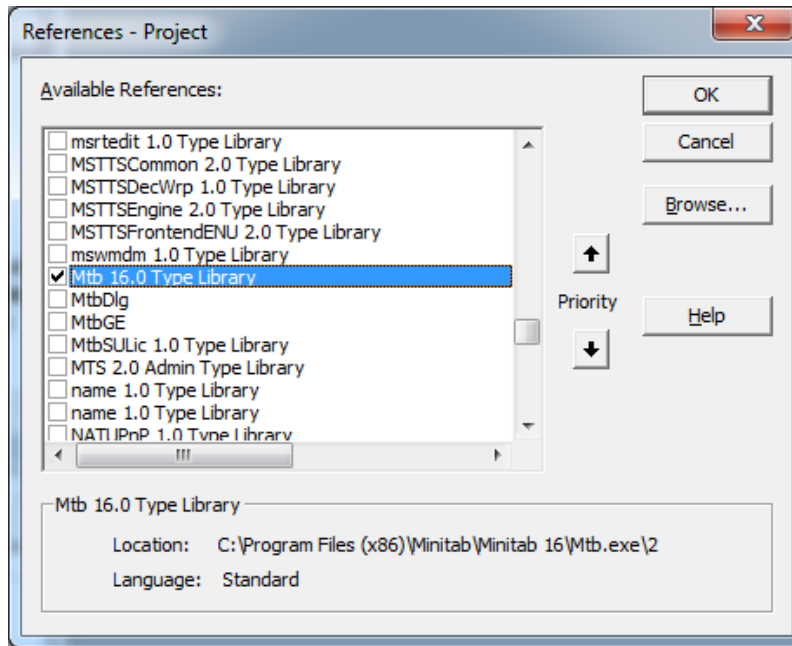 References - Project
Available References:
msrtedit 1.0 Type Library
MSTTSCommon 2.0 Type Library
MSTTSDecWrp 1.0 Type Library
MSTTSEngine 2.0 Type Library
MSTTSFrontendENU 2.0 Type Library
mswmdm 1.0 Type Library
Mtb 16.0 Type Library
MtbDlg
MtbGE
MtbSULic 1.0 Type Library
MTS 2.0 Admin Type Library
name 1.0 Type Library
name 1.0 Type Library
NATUPnP 1.0 Type Library
OK
Cancel
Browse...
Priority
Help
Mtb 16.0 Type Library
Location: C:\Program Files (x86)\Minitab\Minitab 16\Mtb.exe\2
Language: Standard